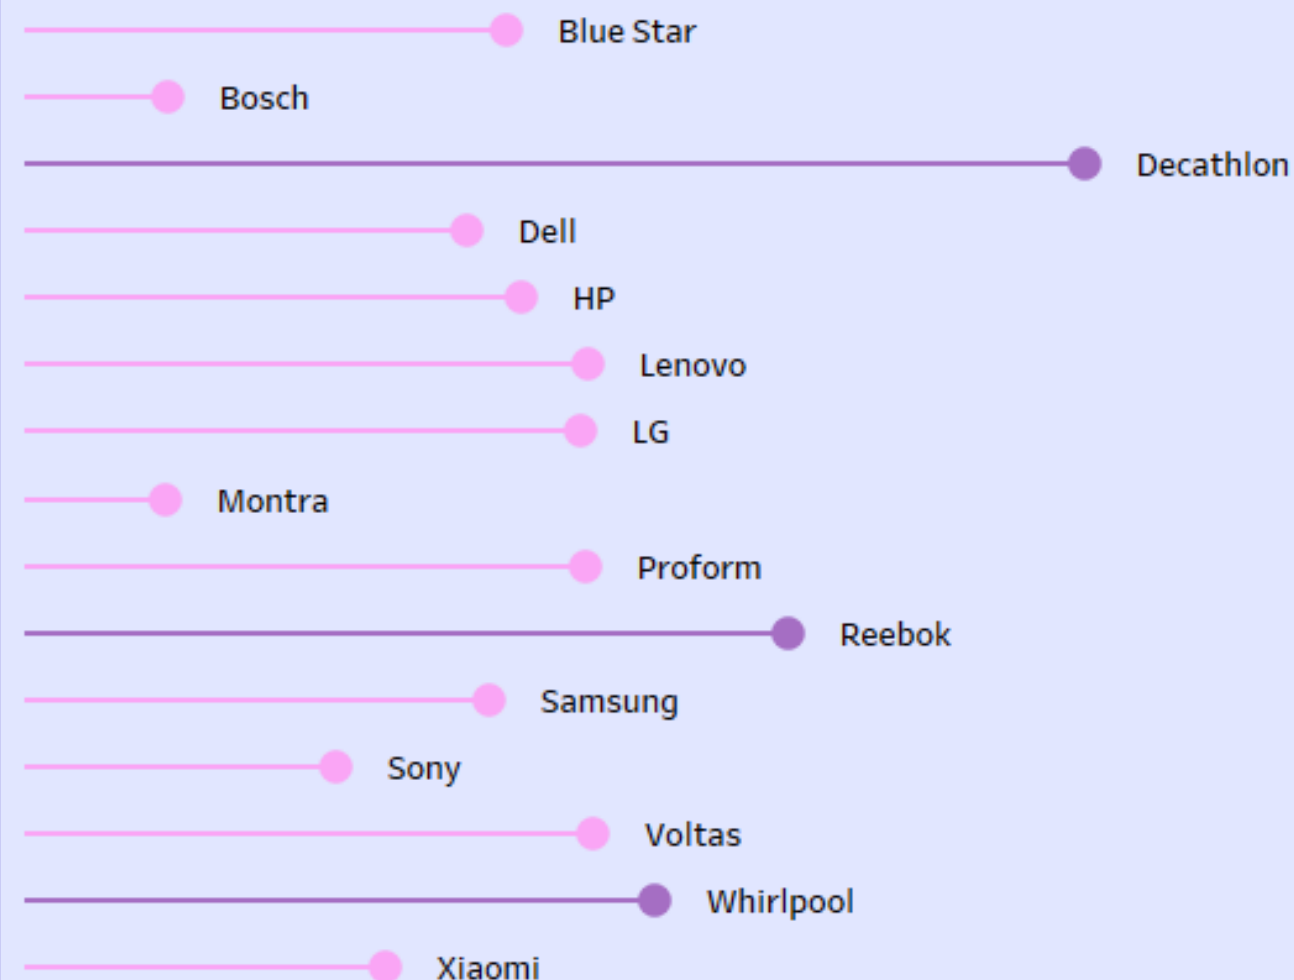 Blue Star
Bosch
Decathlon
Dell
HP
Lenovo
LG
Montra
Proform
Reebok
Samsung
Sony
Voltas
Whirlpool
Xiaomi